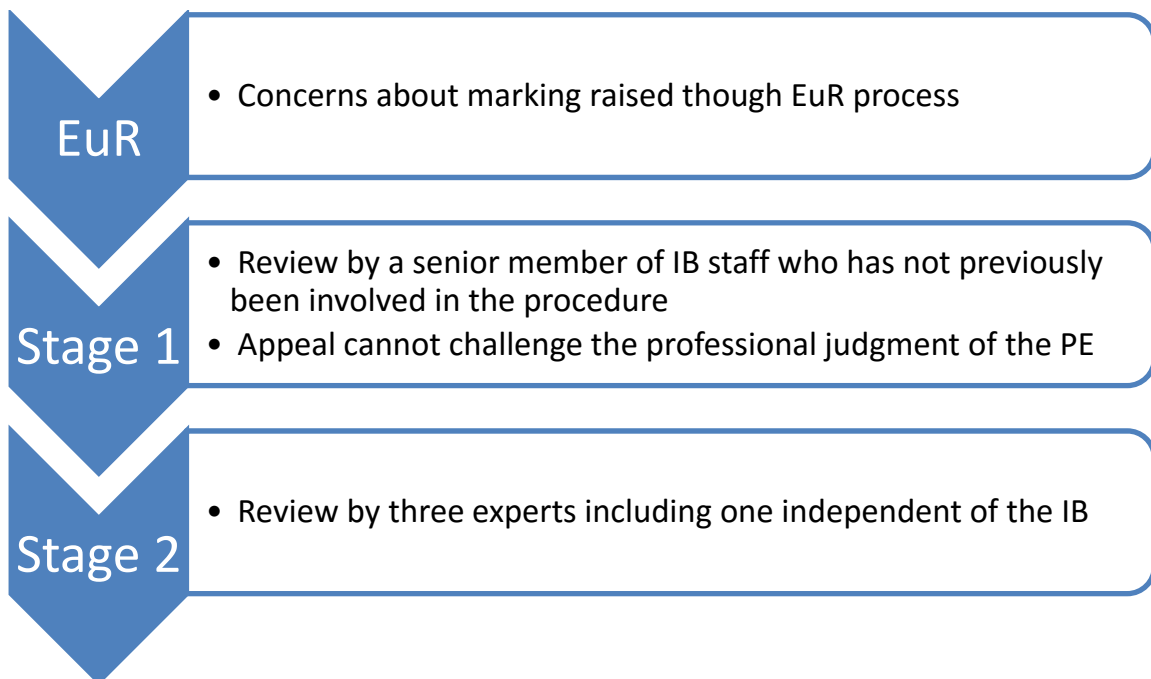 EuR
• Concerns about marking raised though EuR process
Stage 1
• Review by a senior member of IB staff who has not previously
been involved in the procedure
• Appeal cannot challenge the professional judgment of the PE
Stage 2
• Review by three experts including one independent of the IB